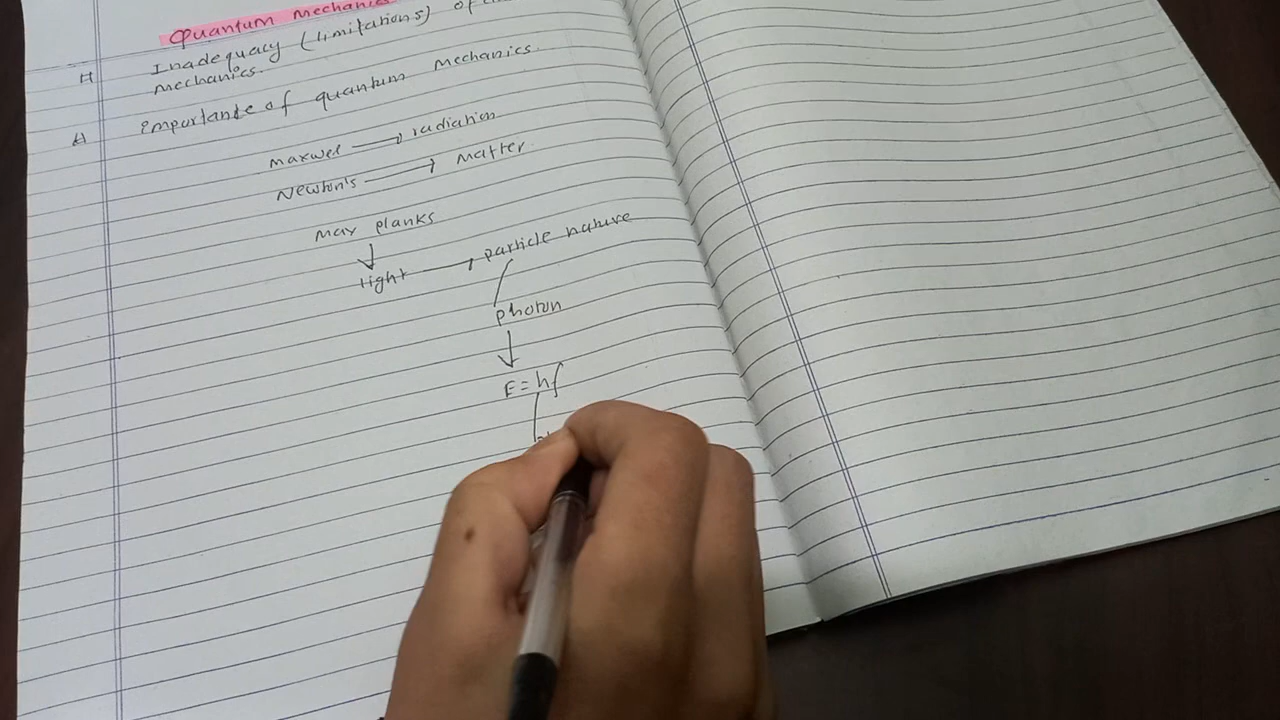 Quantum Mechanics
Inadequacy (limitations) of
mechanics.
importance of quantum mechanics.
maxwel → radiation
Newton's → Matter.
max planks
light → particle nature
photon
E = hf